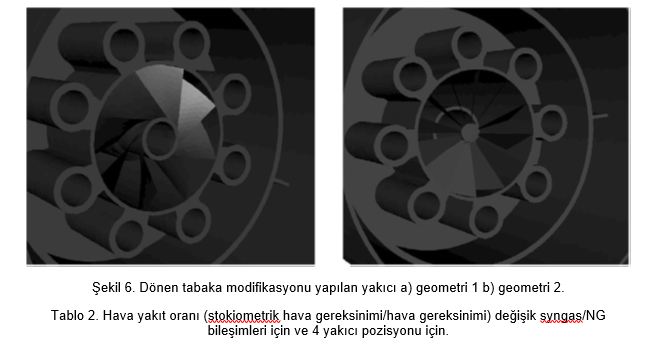 Şekil 6. Dönen tabaka modifikasyonu yapılan yakıcı a) geometri 1 b) geometri 2.
Tablo 2. Hava yakıt oranı (stokiometrik hava gereksinimi/hava gereksinimi) değişik syngas/NG
bileşimleri için ve 4 yakıcı pozisyonu için.